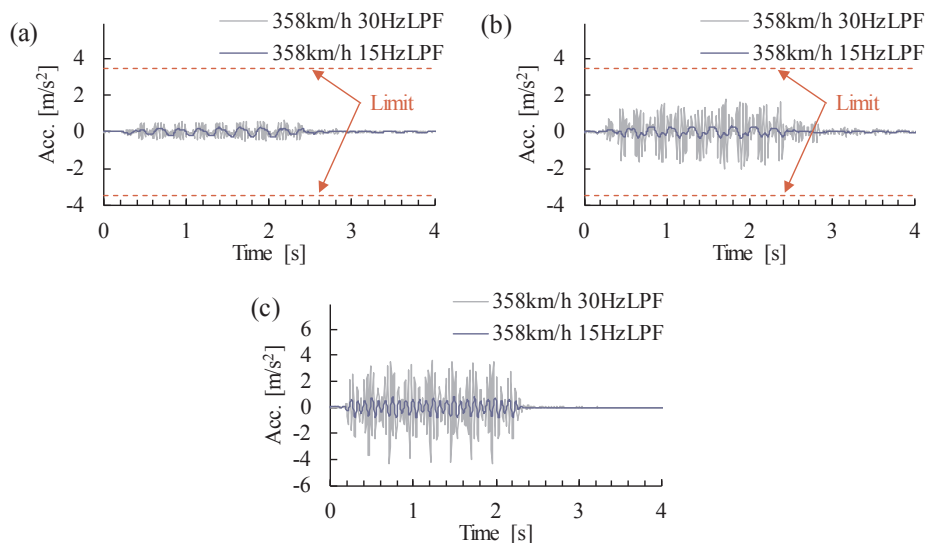 (a)
358km/h 30HzLPF
358km/h 15HzLPF
Acc. [m/s²]
4
2
0
-2
-4
Limit
0 1 2 3 4
Time [s]
(b)
358km/h 30HzLPF
358km/h 15HzLPF
Acc. [m/s²]
4
2
0
-2
-4
Limit
0 1 2 3 4
Time [s]
(c)
358km/h 30HzLPF
358km/h 15HzLPF
Acc. [m/s²]
6
4
2
0
-2
-4
-6
0 1 2 3 4
Time [s]